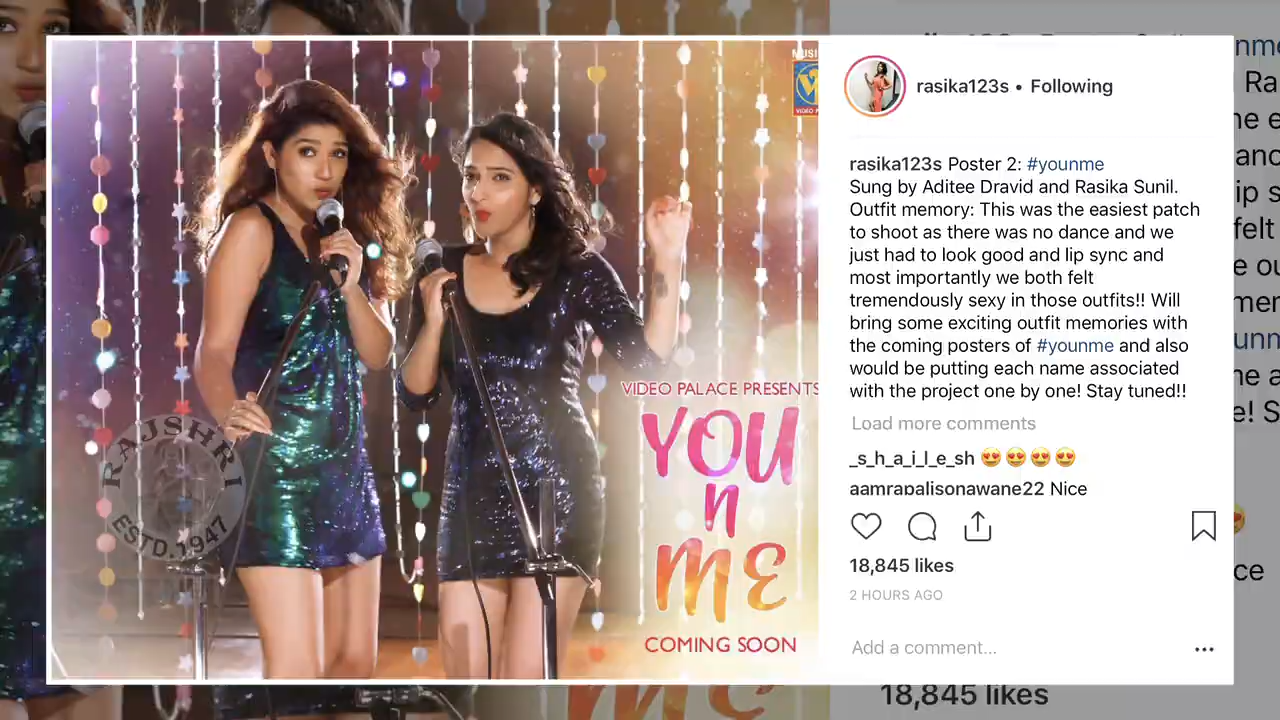 MUSIC
VIDEO PALACE PRESENTS
YOU
n
ME
COMING SOON
RAJSHRI
ESTD.1947
rasika123s • Following
rasika123s Poster 2: #younme
Sung by Aditee Dravid and Rasika Sunil.
Outfit memory: This was the easiest patch
to shoot as there was no dance and we
just had to look good and lip sync and
most importantly we both felt
tremendously sexy in those outfits!! Will
bring some exciting outfit memories with
the coming posters of #younme and also
would be putting each name associated
with the project one by one! Stay tuned!!
Load more comments
_s_h_a_i_l_e_sh 😍😍😍😍
aamrapalisonawane22 Nice
18,845 likes
2 HOURS AGO
Add a comment...
18,845 likes